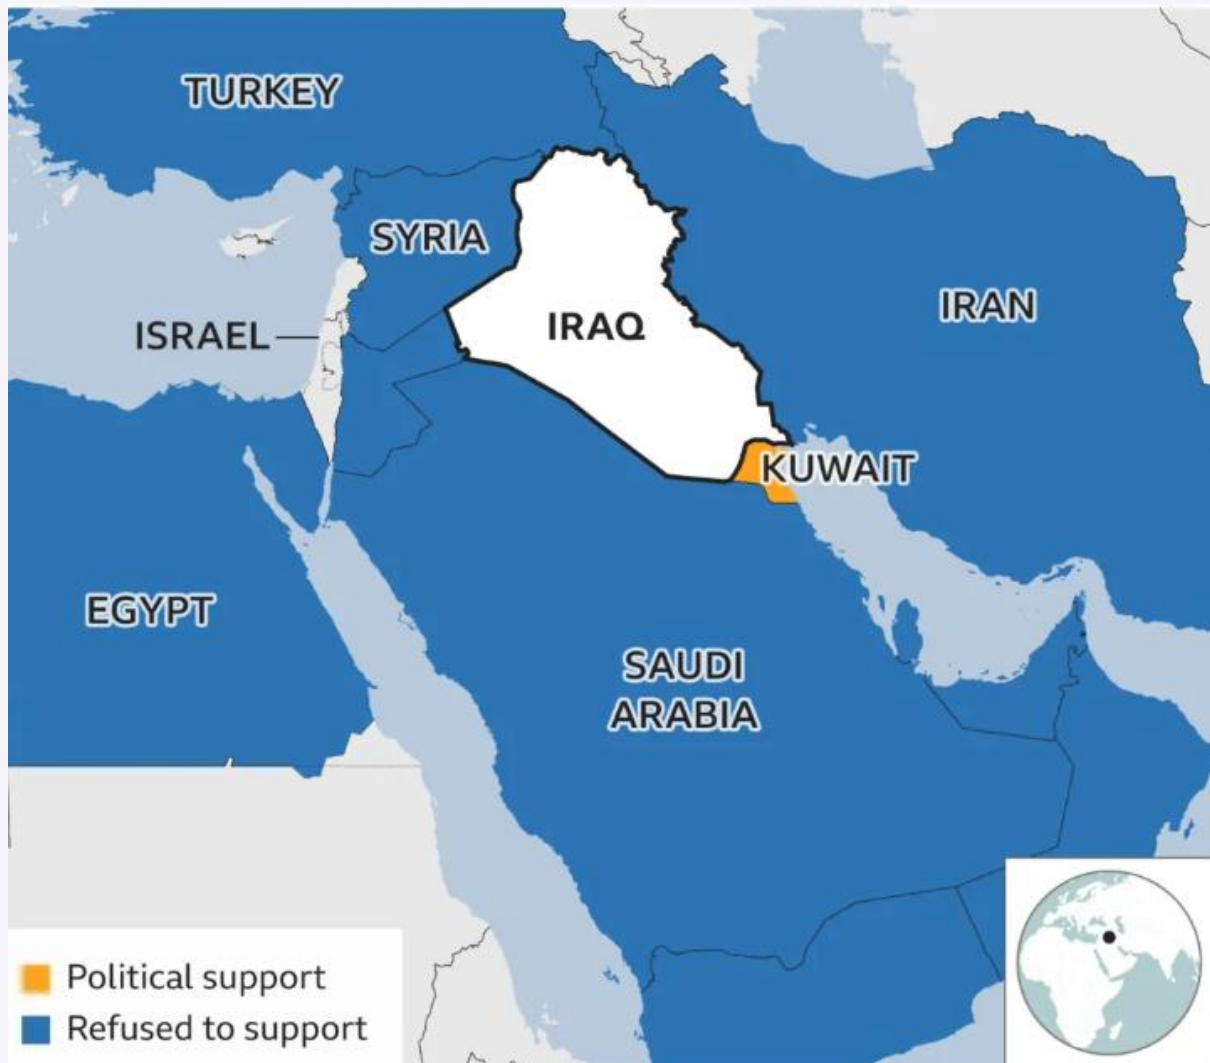 TURKEY
SYRIA
ISRAEL
IRAQ
IRAN
KUWAIT
EGYPT
SAUDI
ARABIA
Political support
Refused to support